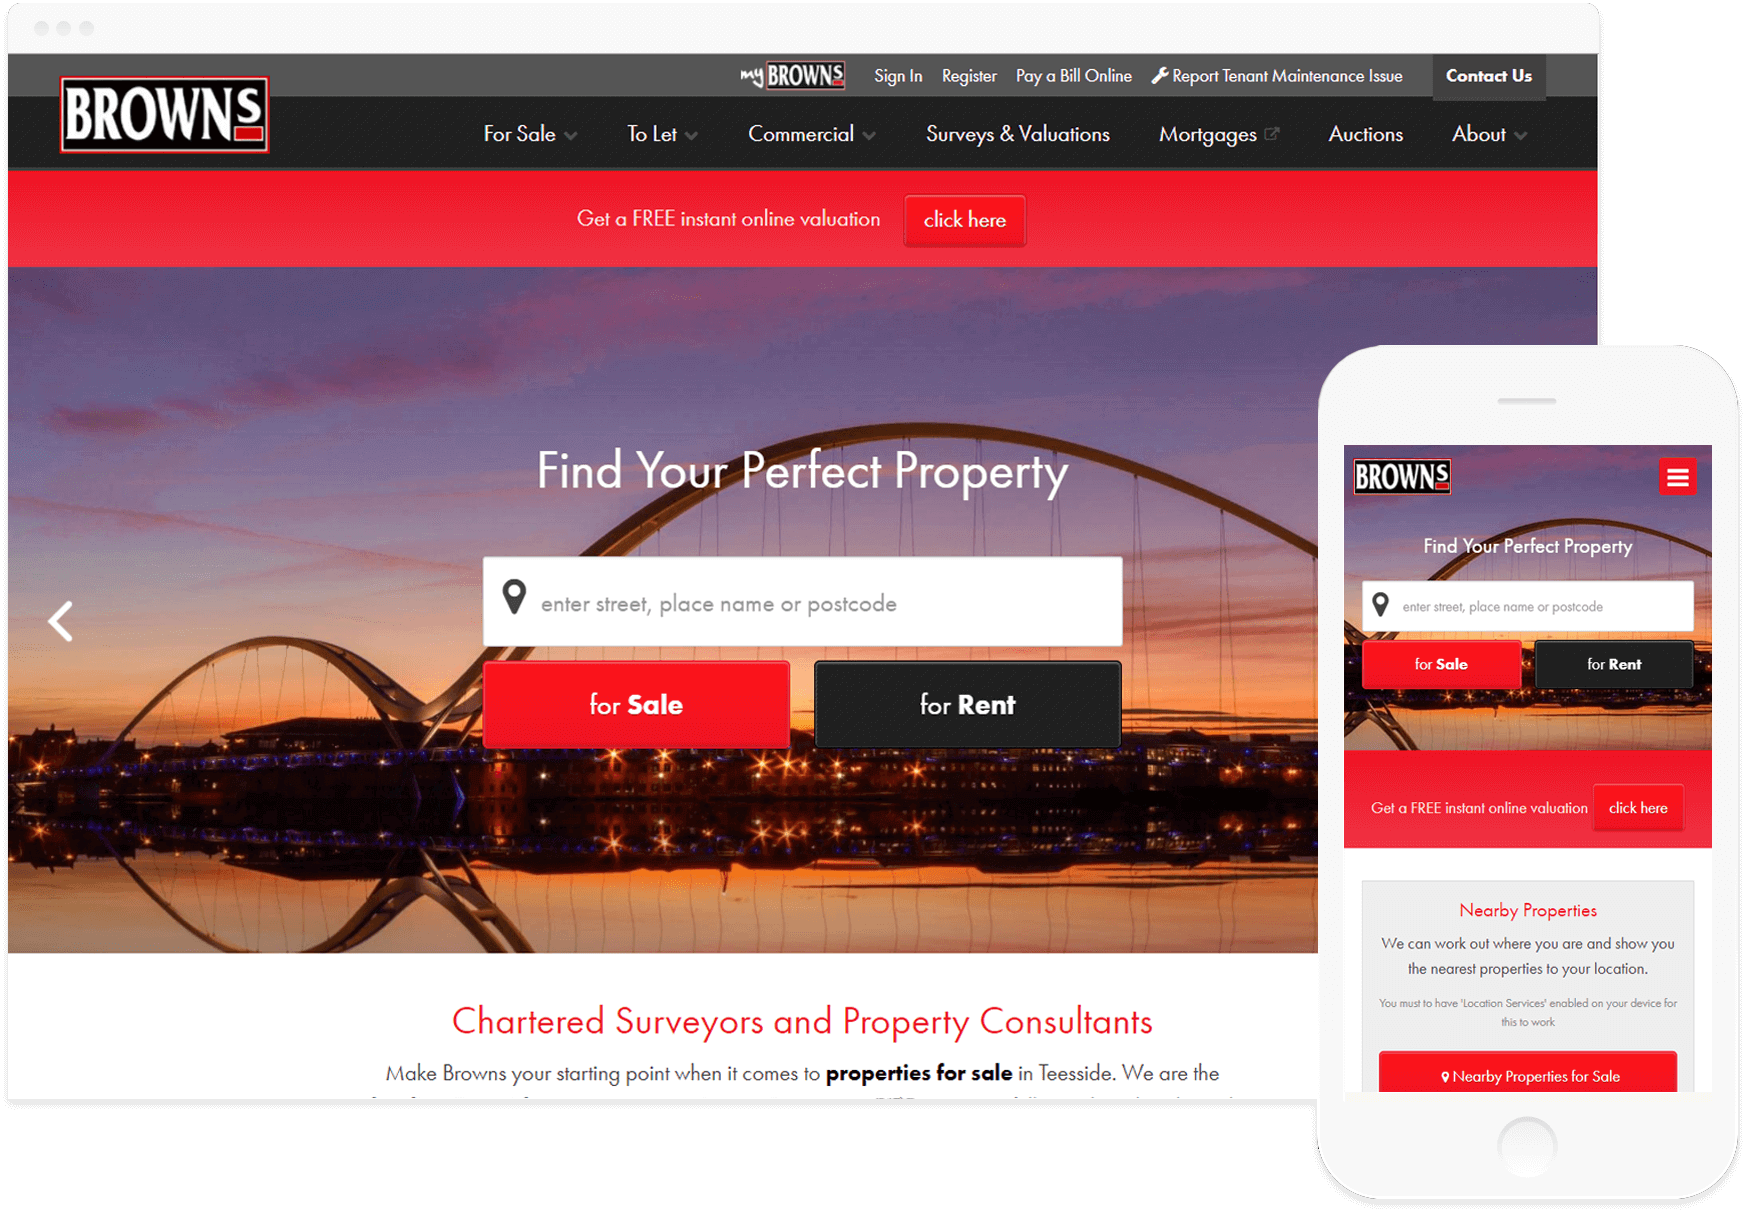 my BROWNS Sign In Register Pay a Bill Online Report Tenant Maintenance Issue Contact Us
BROWNS
For Sale To Let Commercial Surveys & Valuations Mortgages Auctions About
Get a FREE instant online valuation click here
Find Your Perfect Property
enter street, place name or postcode
for Sale for Rent
Chartered Surveyors and Property Consultants
Make Browns your starting point when it comes to properties for sale in Teesside. We are the
BROWNS
Find Your Perfect Property
enter street, place name or postcode
for Sale for Rent
Get a FREE instant online valuation click here
Nearby Properties
We can work out where you are and show you
the nearest properties to your location.
You must to have 'Location Services' enabled on your device for
this to work
Nearby Properties for Sale